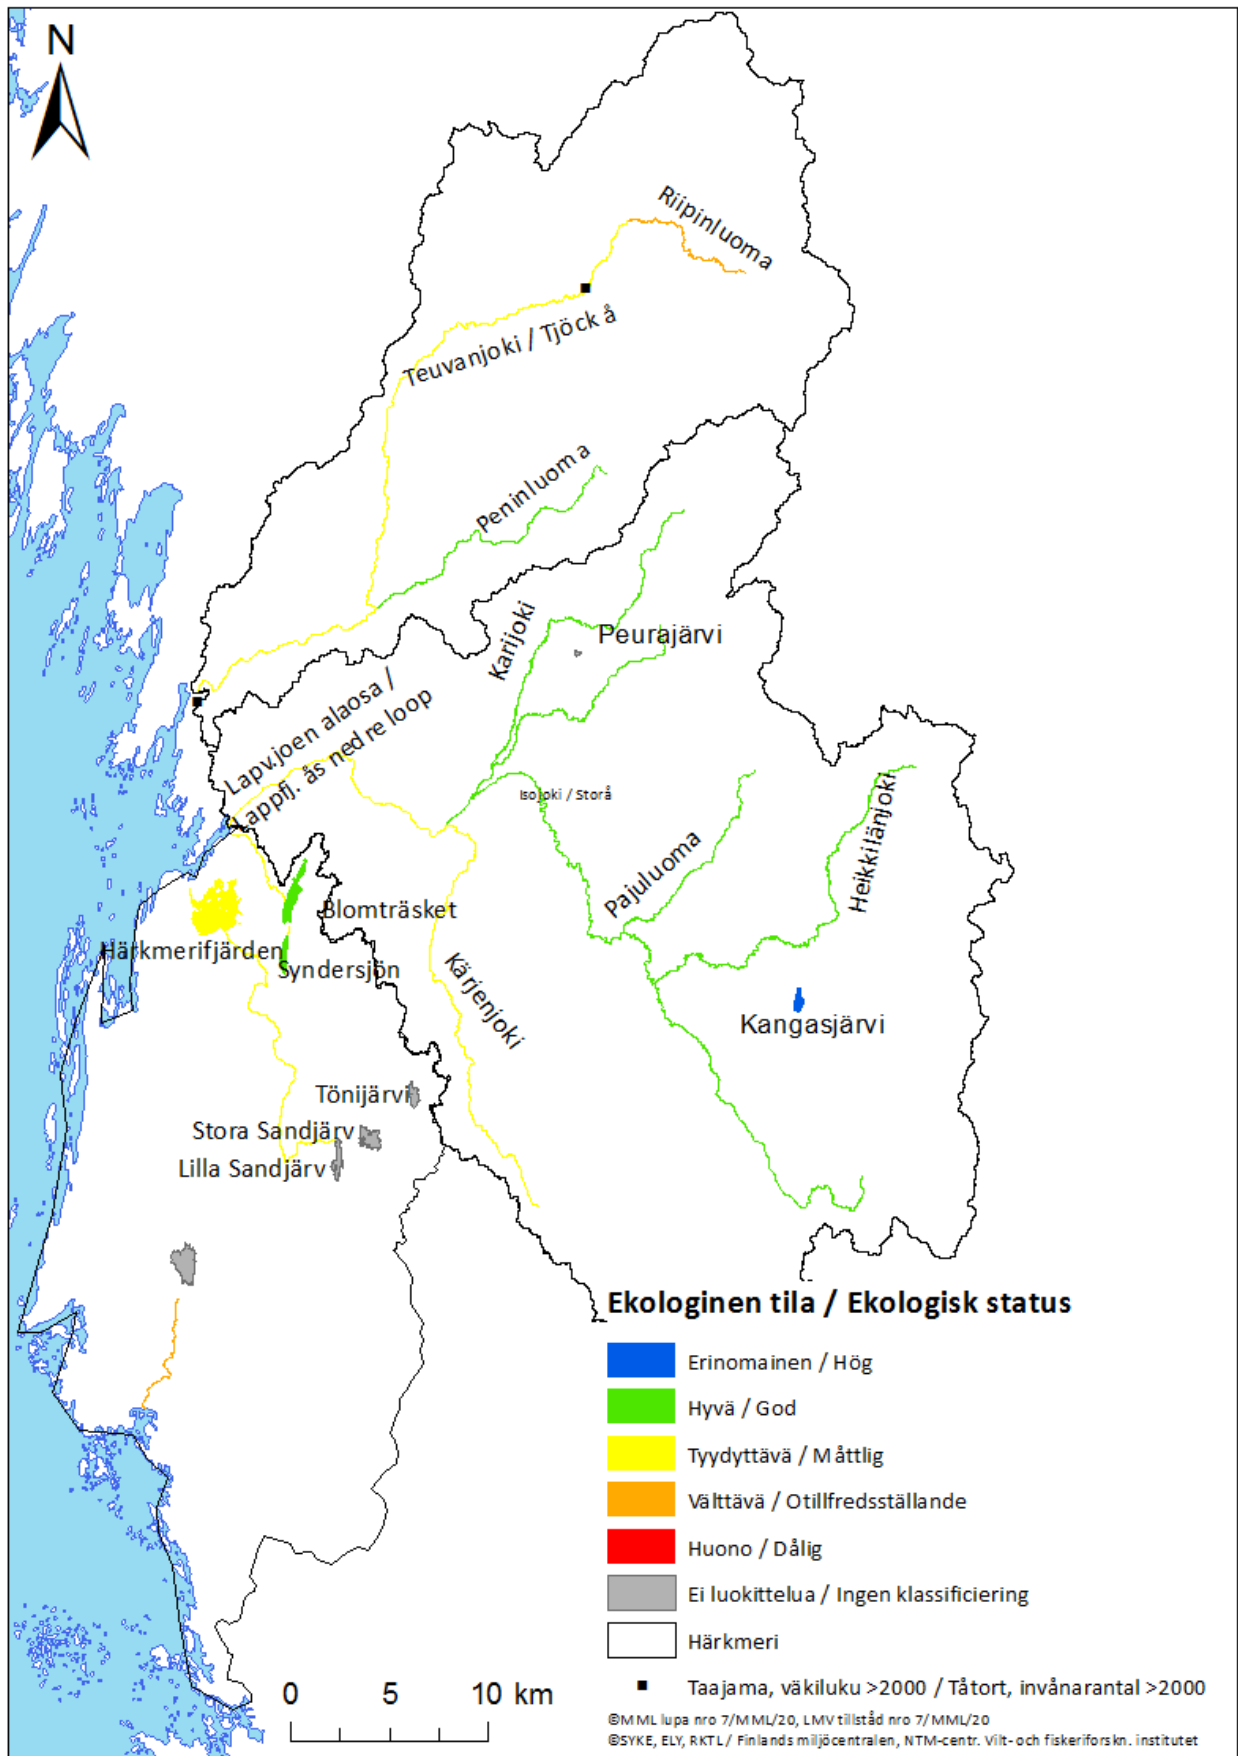 N
Riipinluoma
Teuvanjoki / Tjöck å
Peninluoma
Karijoki
Peurajärvi
Lapv.joen alaosa /
Lappfj. ås nedre loop
Isojoki / Storå
Pajuluoma
Heikkilänjoki
Blomträsket
Härkmerifjärden
Syndersjön
Kärjenjoki
Kangasjärvi
Tönijärvi
Stora Sandjärv
Lilla Sandjärv
Ekologinen tila / Ekologisk status
Erinomainen / Hög
Hyvä / God
Tyydyttävä / Måttlig
Välttävä / Otillfredsställande
Huono / Dålig
Ei luokittelua / Ingen klassificiering
Härkmeri
Taajama, väkiluku >2000 / Tåtort, invånarantal >2000
0 5 10 km
©MML lupa nro 7/MML/20, LMV tillståd nro 7/MML/20
©SYKE, ELY, RKTL / Finlands miljöcentralen, NTM-centr. Vilt- och fiskeriforskn. institutet